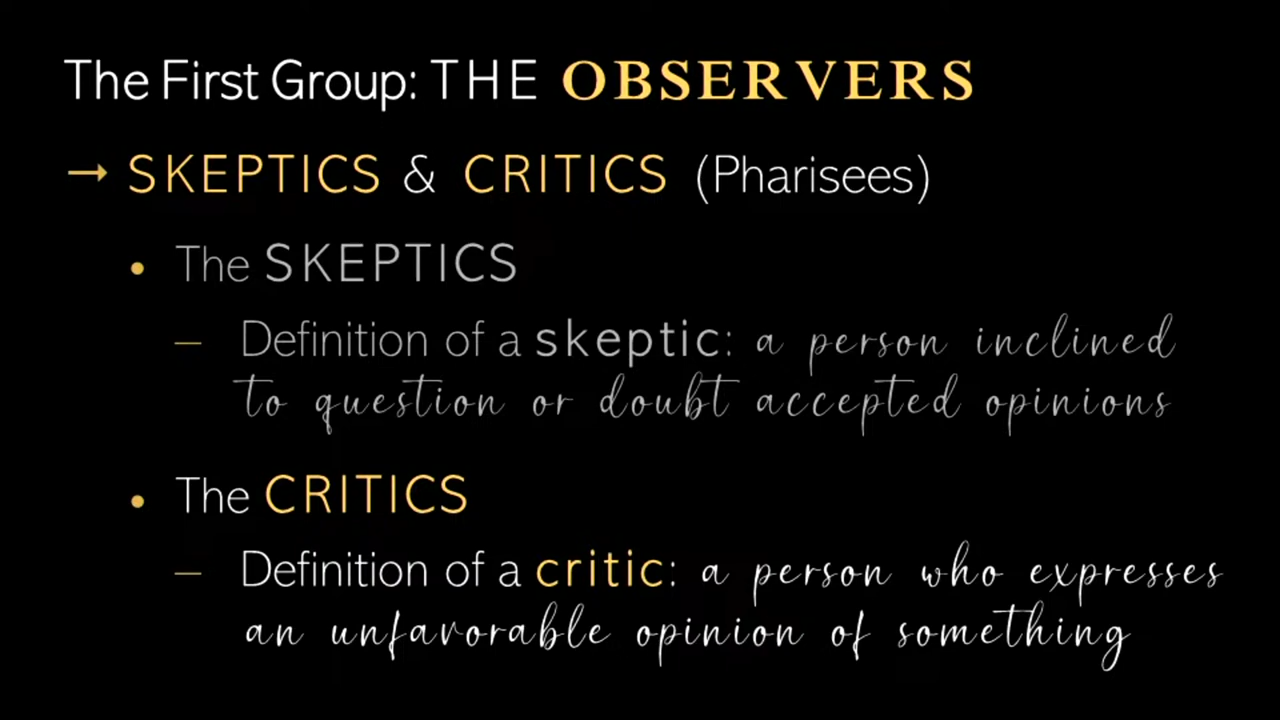 The First Group: THE OBSERVERS
→ SKEPTICS & CRITICS (Pharisees)
• The SKEPTICS
– Definition of a skeptic: a person inclined
to question or doubt accepted opinions
• The CRITICS
– Definition of a critic: a person who expresses
an unfavorable opinion of something